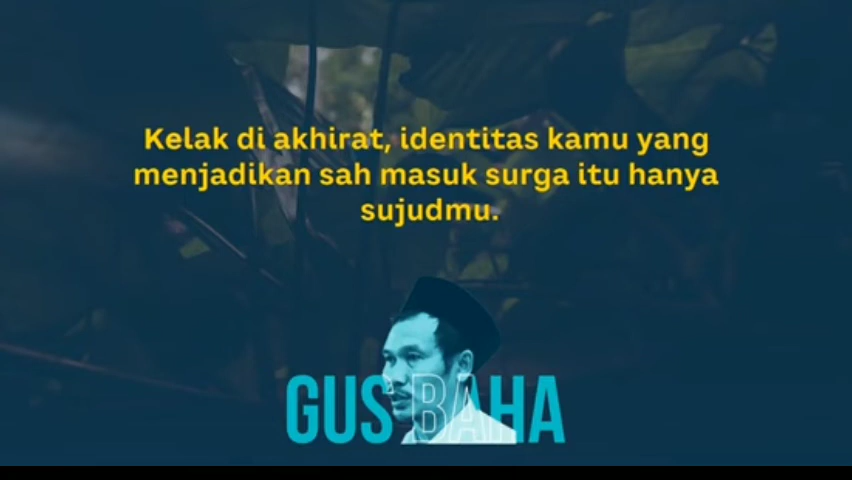 Kelak di akhirat, identitas kamu yang
menjadikan sah masuk surga itu hanya
sujudmu.
GUS BAHA